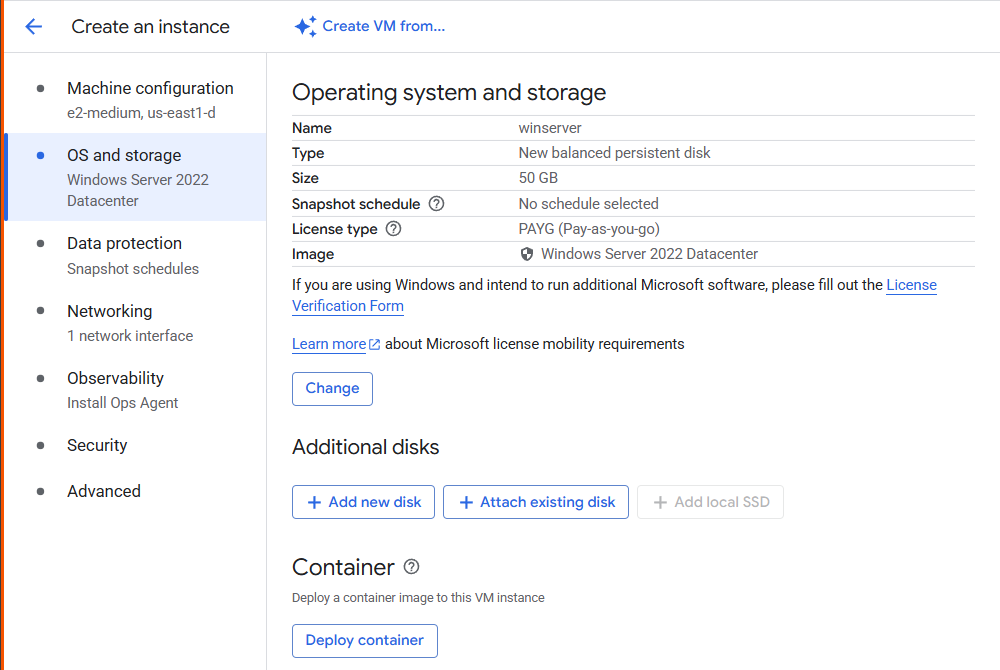 Create an instance
Create VM from...
Machine configuration
e2-medium, us-east1-d
OS and storage
Windows Server 2022
Datacenter
Data protection
Snapshot schedules
Networking
1 network interface
Observability
Install Ops Agent
Security
Advanced
Operating system and storage
Name winserver
Type New balanced persistent disk
Size 50 GB
Snapshot schedule No schedule selected
License type PAYG (Pay-as-you-go)
Image Windows Server 2022 Datacenter
If you are using Windows and intend to run additional Microsoft software, please fill out the License
Verification Form
Learn more about Microsoft license mobility requirements
Change
Additional disks
+ Add new disk + Attach existing disk + Add local SSD
Container
Deploy a container image to this VM instance
Deploy container